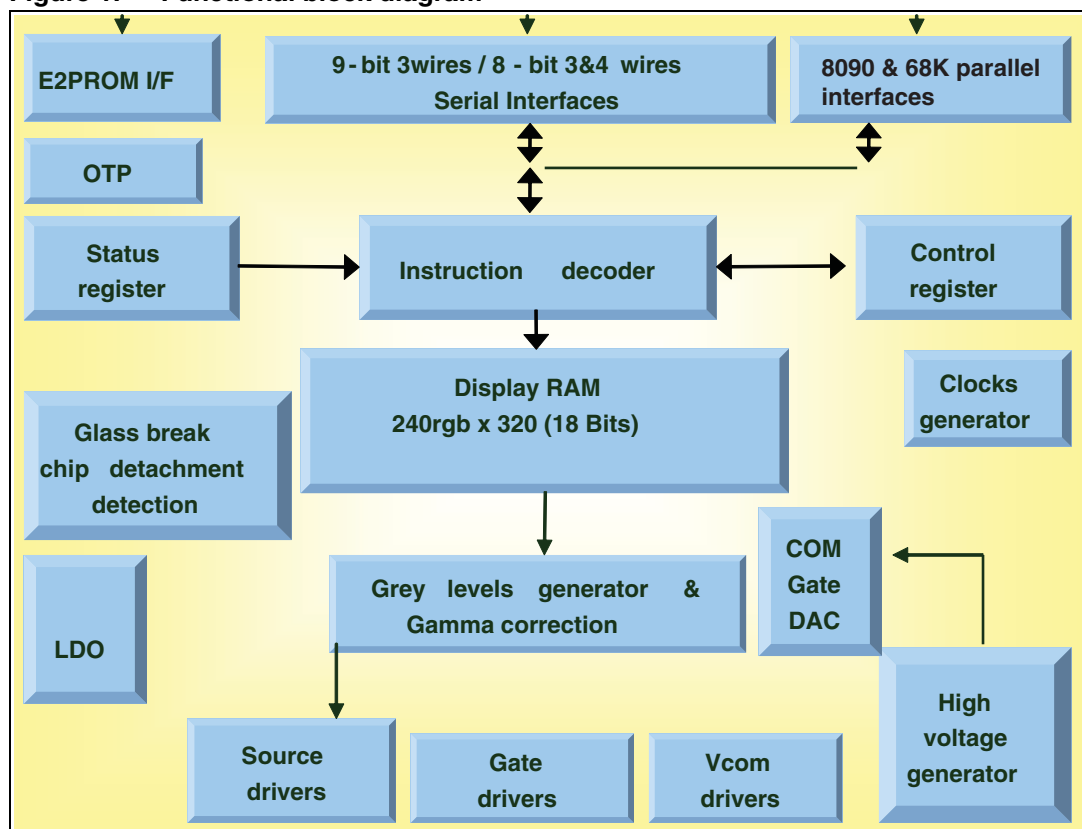 E2PROM I/F
9-bit 3wires / 8 - bit 3&4 wires
Serial Interfaces
8090 & 68K parallel
interfaces
OTP
Status
register
Instruction decoder
Control
register
Display RAM
240rgb x 320 (18 Bits)
Clocks
generator
Glass break
chip detachment
detection
COM
Gate
DAC
Grey levels generator &
Gamma correction
LDO
High
voltage
generator
Source
drivers
Gate
drivers
Vcom
drivers